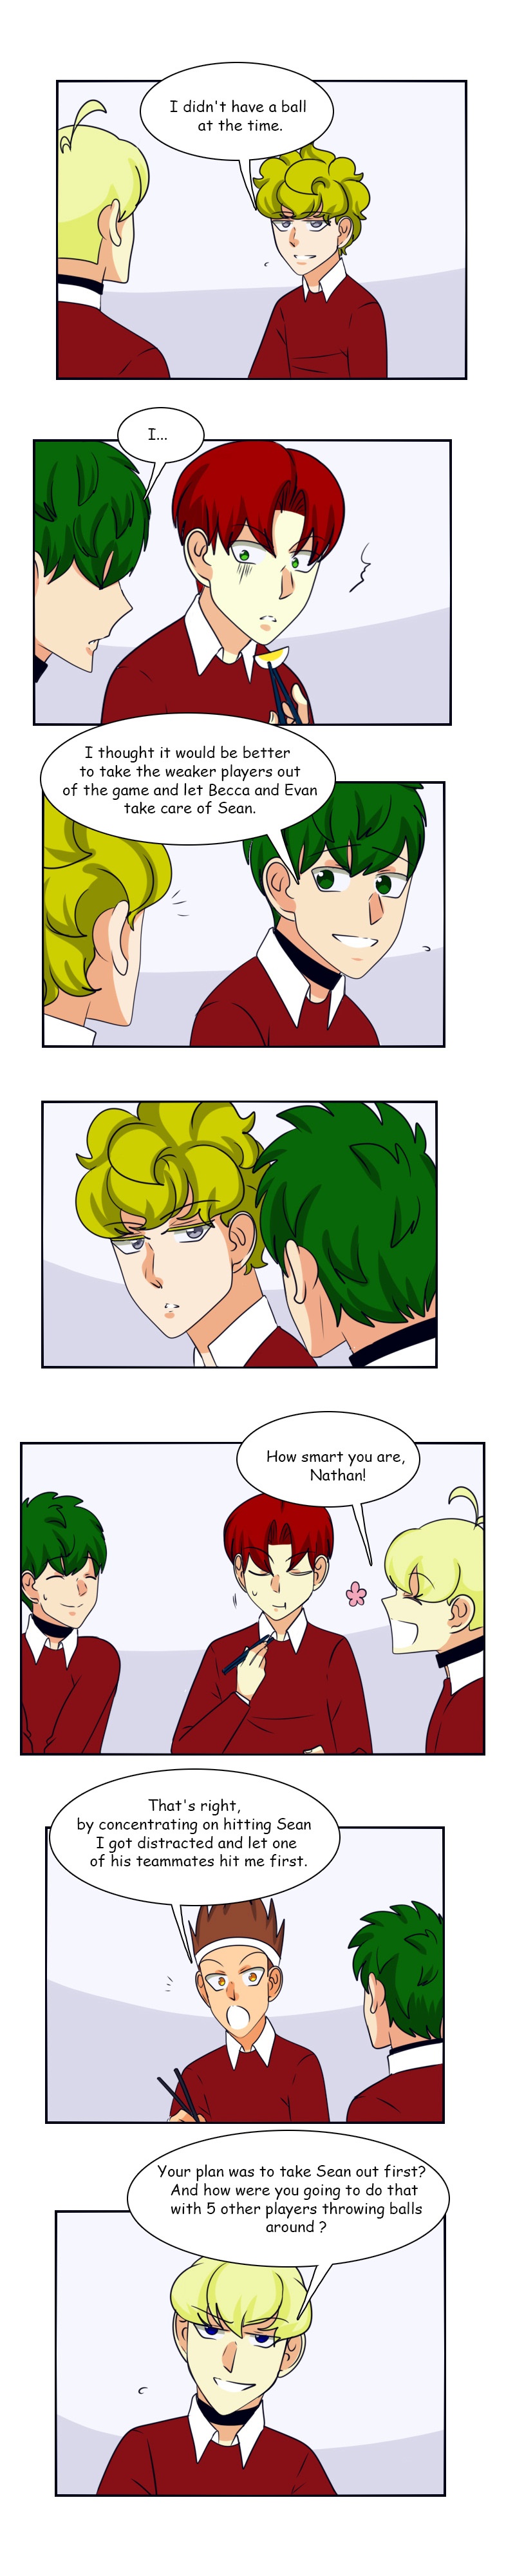 I didn't have a ball
at the time.
I...
I thought it would be better
to take the weaker players out
of the game and let Becca and Evan
take care of Sean.
How smart you are,
Nathan!
That's right,
by concentrating on hitting Sean
I got distracted and let one
of his teammates hit me first.
Your plan was to take Sean out first?
And how were you going to do that
with 5 other players throwing balls
around ?